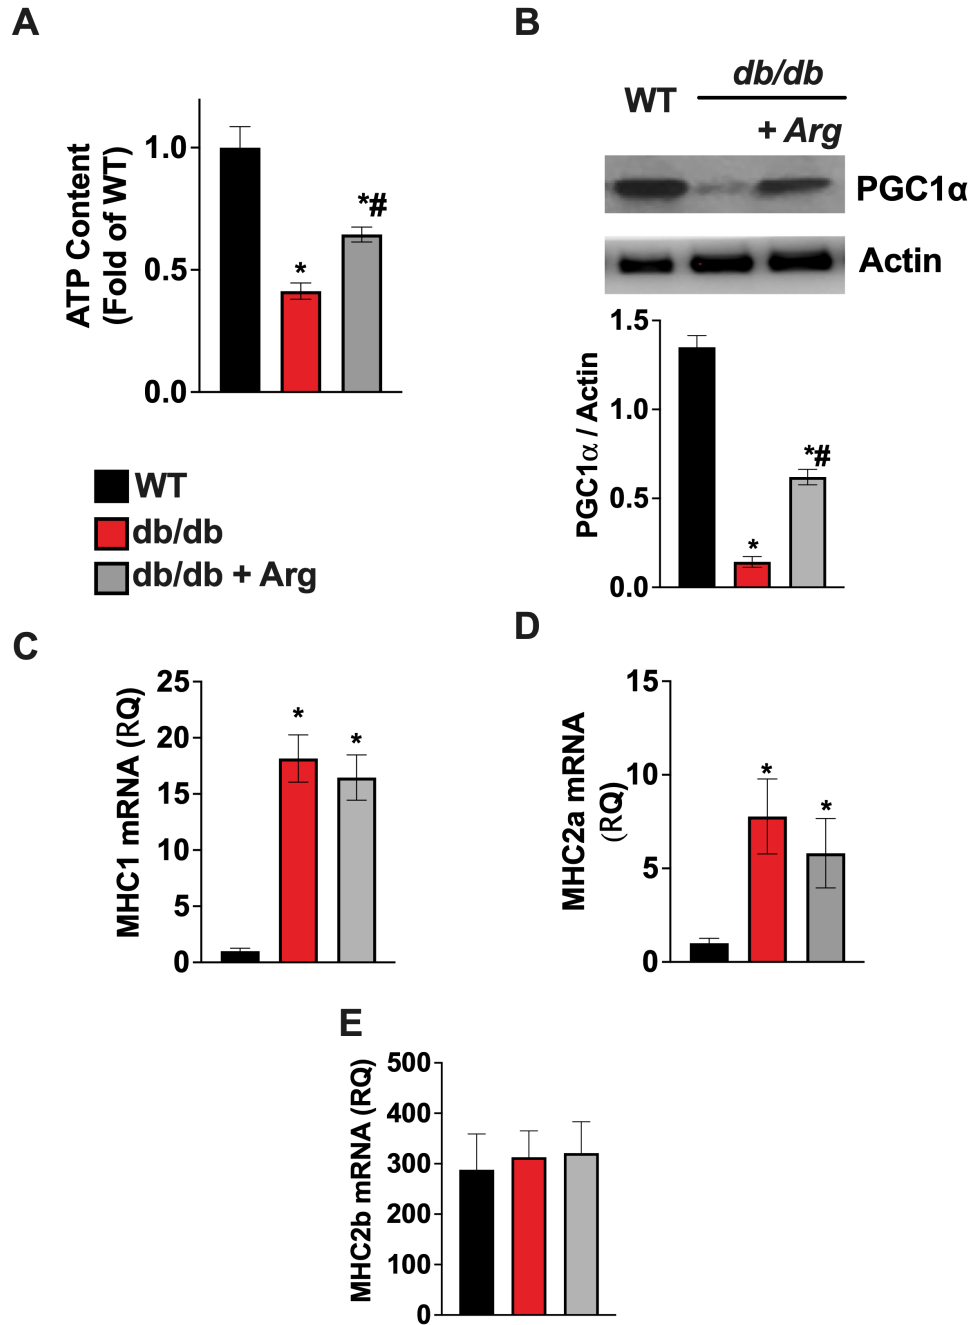 A
ATP Content
(Fold of WT)
1.0
0.5
0.0
*
*#
B
WT
db/db
+ Arg
PGC1α
Actin
PGC1α / Actin
1.5
1.0
0.5
0.0
*
*#
WT
db/db
db/db + Arg
C
MHC1 mRNA (RQ)
25
20
15
10
5
0
*
*
D
MHC2a mRNA
(RQ)
15
10
5
0
*
*
E
MHC2b mRNA (RQ)
500
400
300
200
100
0